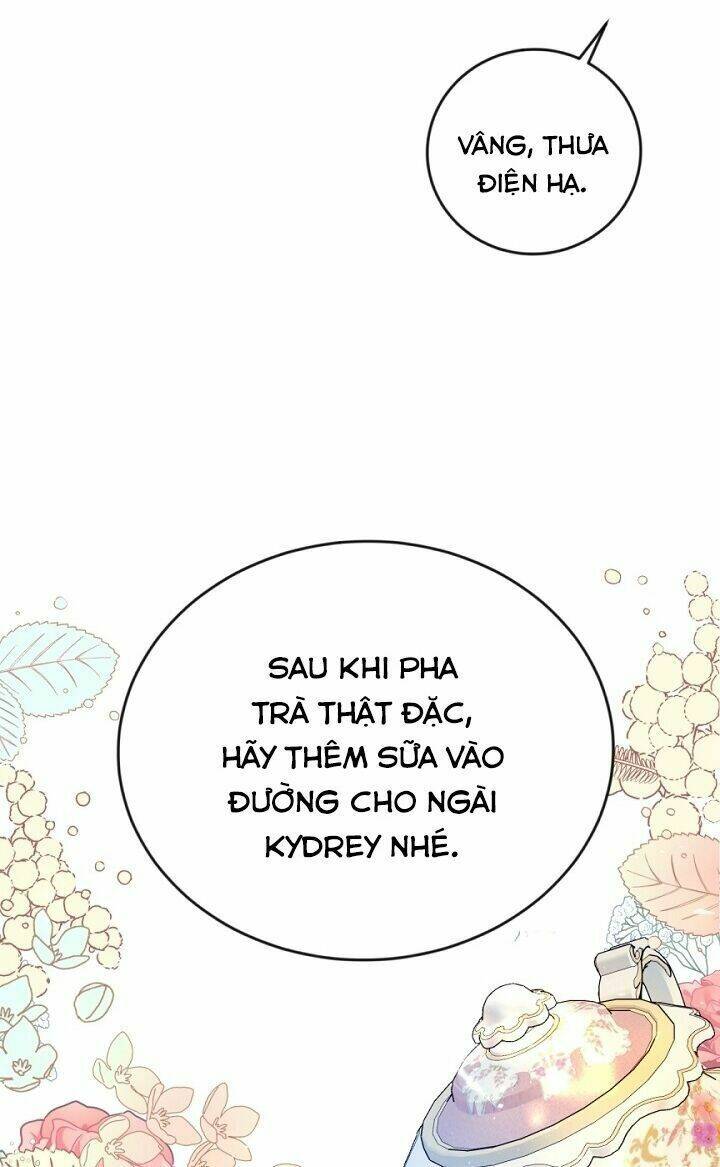 VÂNG, THƯA
ĐIỆN HẠ.
SAU KHI PHA
TRÀ THẬT ĐẶC,
HÃY THÊM SỮA VÀO
ĐƯỜNG CHO NGÀI
KYDREY NHÉ.